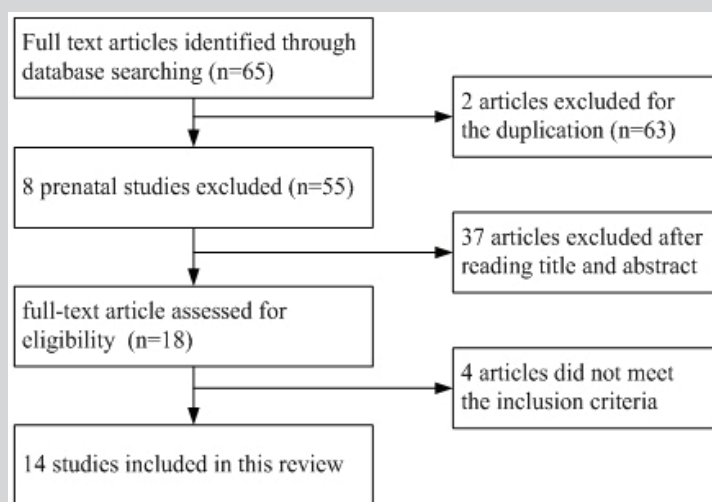 Full text articles identified through
database searching (n=65)
2 articles excluded for
the duplication (n=63)
8 prenatal studies excluded (n=55)
37 articles excluded after
reading title and abstract
full-text article assessed for
eligibility (n=18)
4 articles did not meet
the inclusion criteria
14 studies included in this review